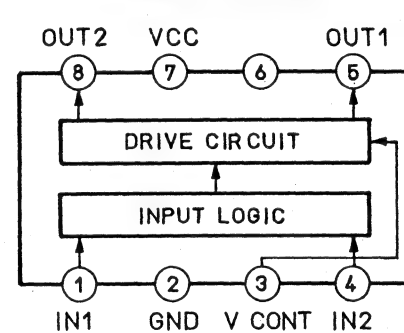 OUT2 VCC OUT1
8 7 6 5
DRIVE CIRCUIT
INPUT LOGIC
1 2 3 4
IN1 GND V CONT IN2